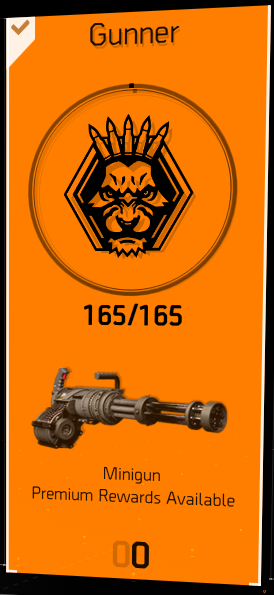 Gunner
165/165
Minigun
Premium Rewards Available
00